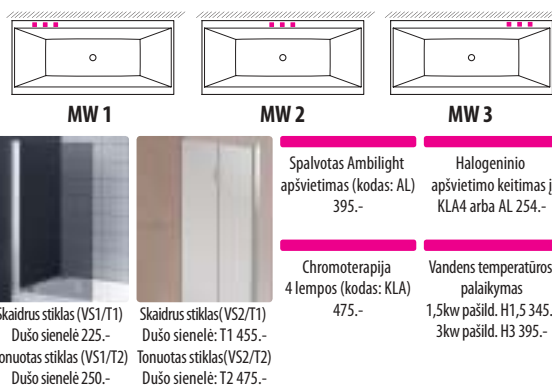 MW 1
MW 2
MW 3
Spalvotas Ambilight
apšvietimas (kodas: AL)
395.-
Halogeninio
apšvietimo keitimas į
KLA4 arba AL 254.-
Chromoterapija
4 lempos (kodas: KLA)
475.-
Vandens temperatūros
palaikymas
1,5kw pašild. H1,5 345.
3kw pašild. H3 395.-
Skaidrus stiklas (VS1/T1)
Dušo sienelė 225.-
onuotas stiklas (VS1/T2)
Dušo sienelė 250.-
Skaidrus stiklas( VS2/T1)
Dušo sienelė: T1 455.-
Tonuotas stiklas(VS2/T2)
Dušo sienelė: T2 475.-